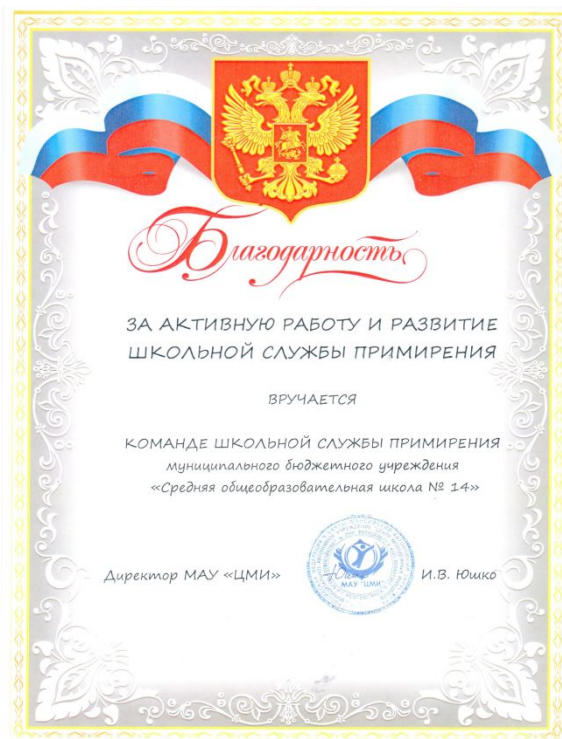 Благодарность
ЗА АКТИВНУЮ РАБОТУ И РАЗВИТИЕ
ШКОЛЬНОЙ СЛУЖБЫ ПРИМИРЕНИЯ
ВРУЧАЕТСЯ
КОМАНДЕ ШКОЛЬНОЙ СЛУЖБЫ ПРИМИРЕНИЯ
муниципального бюджетного учреждения
«Средняя общеобразовательная школа № 14»
Директор МАУ «ЦМИ» И.В. Юшко
МАУ "ЦМИ"